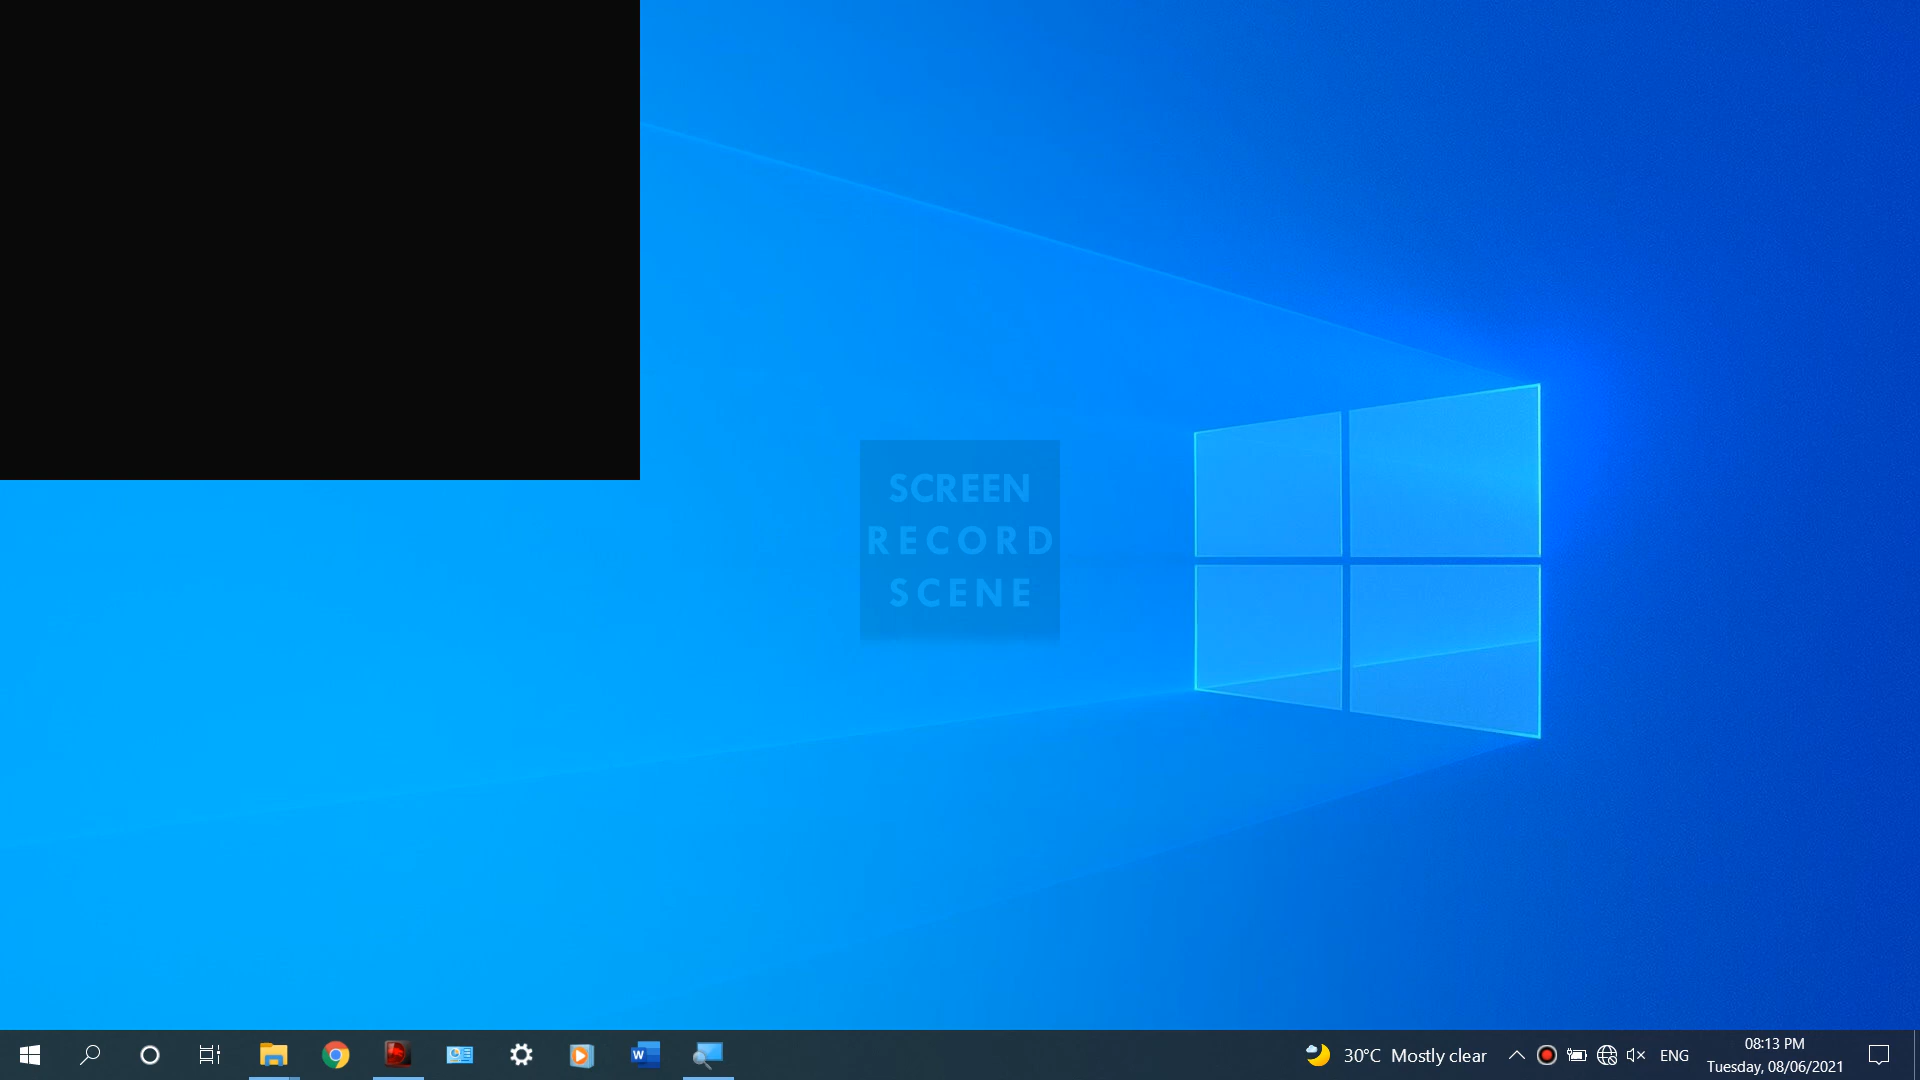 SCREEN
RECORD
SCENE
30°C Mostly clear
ENG
08:13 PM
Tuesday, 08/06/2021